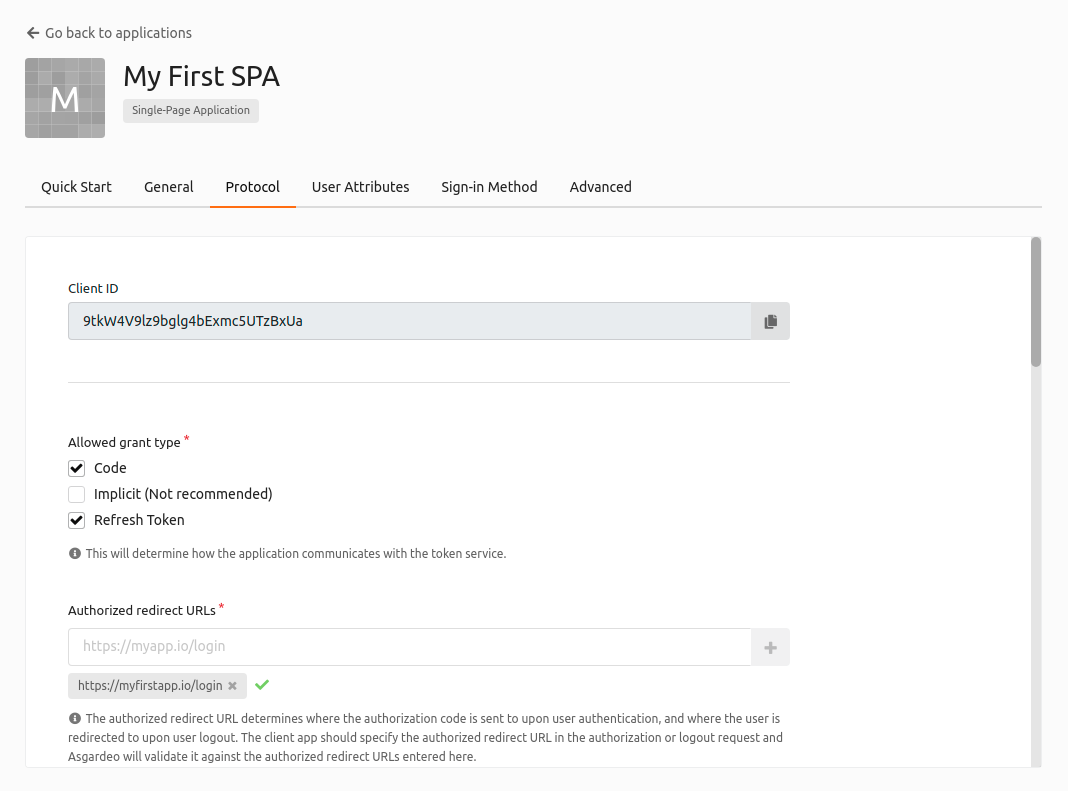 Go back to applications
M
My First SPA
Single-Page Application
Quick Start General Protocol User Attributes Sign-in Method Advanced
Client ID
9tkW4V9lz9bglg4bExmc5UTzBxUa
Allowed grant type *
Code
Implicit (Not recommended)
Refresh Token
This will determine how the application communicates with the token service.
Authorized redirect URLs *
https://myapp.io/login
https://myfirstapp.io/login
The authorized redirect URL determines where the authorization code is sent to upon user authentication, and where the user is
redirected to upon user logout. The client app should specify the authorized redirect URL in the authorization or logout request and
Asgardeo will validate it against the authorized redirect URLs entered here.